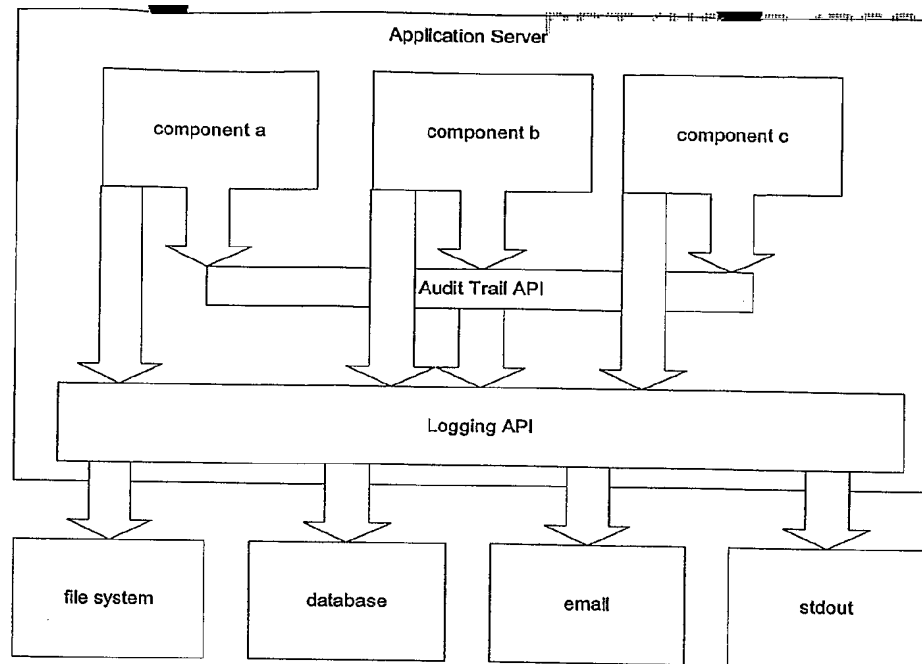 Application Server
component a
component b
component c
Audit Trail API
Logging API
file system
database
email
stdout